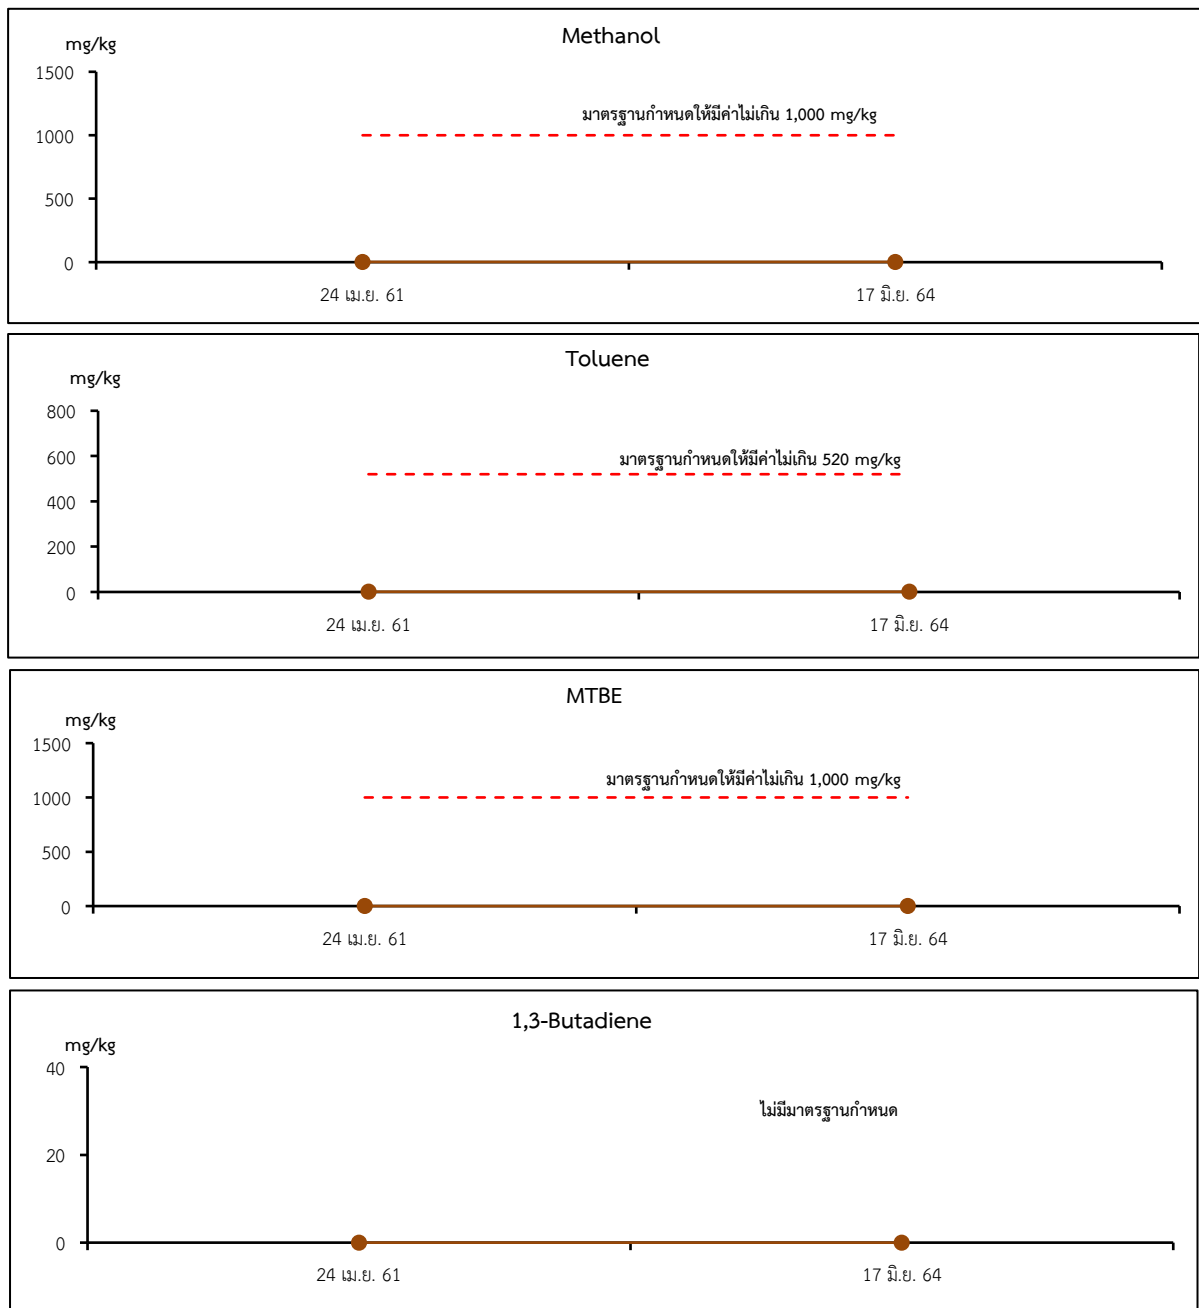 Methanol
mg/kg
1500
มาตรฐานกำหนดให้มีค่าไม่เกิน 1,000 mg/kg
1000
500
0
24 เม.ย. 61 17 มิ.ย. 64
Toluene
mg/kg
800
มาตรฐานกำหนดให้มีค่าไม่เกิน 520 mg/kg
600
400
200
0
24 เม.ย. 61 17 มิ.ย. 64
MTBE
mg/kg
1500
มาตรฐานกำหนดให้มีค่าไม่เกิน 1,000 mg/kg
1000
500
0
24 เม.ย. 61 17 มิ.ย. 64
1,3-Butadiene
mg/kg
40
ไม่มีมาตรฐานกำหนด
20
0
24 เม.ย. 61 17 มิ.ย. 64